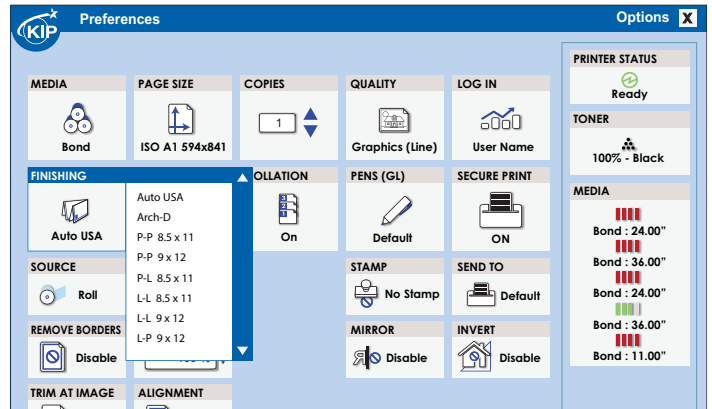 KIP
Preferences
Options X
PRINTER STATUS
Ready
TONER
100% - Black
MEDIA
Bond : 24.00"
Bond : 36.00"
Bond : 24.00"
Bond : 36.00"
Bond : 11.00"
MEDIA
Bond
PAGE SIZE
ISO A1 594x841
COPIES
1
QUALITY
Graphics (Line)
LOG IN
User Name
FINISHING
Auto USA
Auto USA
Arch-D
P-P 8.5 x 11
P-P 9 x 12
P-L 8.5 x 11
L-L 8.5 x 11
L-L 9 x 12
L-P 9 x 12
OLLATION
3
2
1
On
PENS (GL)
Default
SECURE PRINT
ON
SOURCE
Roll
STAMP
No Stamp
SEND TO
Default
REMOVE BORDERS
Disable
MIRROR
Disable
INVERT
Disable
TRIM AT IMAGE
ALIGNMENT